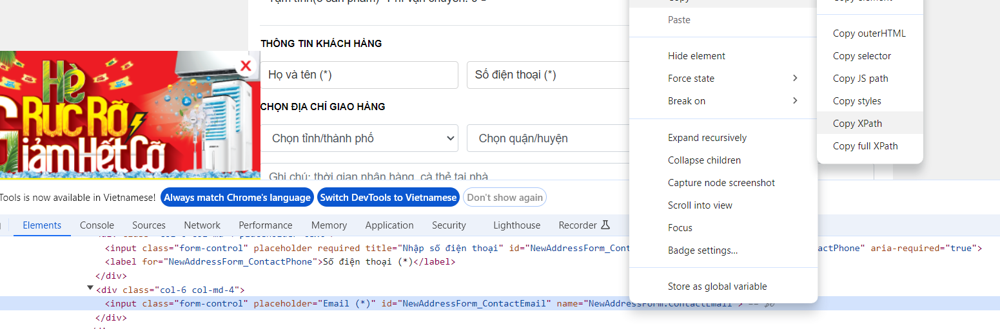 Tạm tính(0 sản phẩm) Phí vận chuyển: 0
Copy
Copy element
Paste
Copy outerHTML
THÔNG TIN KHÁCH HÀNG
Hide element
Copy selector
Họ và tên (*)
Số điện thoại (*)
Force state
Copy JS path
CHỌN ĐỊA CHỈ GIAO HÀNG
Break on
Copy styles
Copy XPath
Chọn tỉnh/thành phố
Chọn quận/huyện
Expand recursively
Copy full XPath
Hè
Rực Rỡ
Giảm Hết Cỡ
Collapse children
Ghi chú: thời gian nhận hàng, cà thẻ tại nhà
Capture node screenshot
Tools is now available in Vietnamese!
Always match Chrome's language
Switch DevTools to Vietnamese
Don't show again
Scroll into view
Elements
Console
Sources
Network
Performance
Memory
Application
Security
Lighthouse
Recorder
Focus
Badge settings...
<input class="form-control" placeholder required title="Nhập số điện thoại" id="NewAddressForm_Cont actPhone" aria-required="true">
<label for="NewAddressForm_ContactPhone">Số điện thoại (*)</label>
</div>
<div class="col-6 col-md-4">
Store as global variable
<input class="form-control" placeholder="Email (*)" id="NewAddressForm_ContactEmail" name="NewAddressForm.ContactEmail"> == $0
</div>